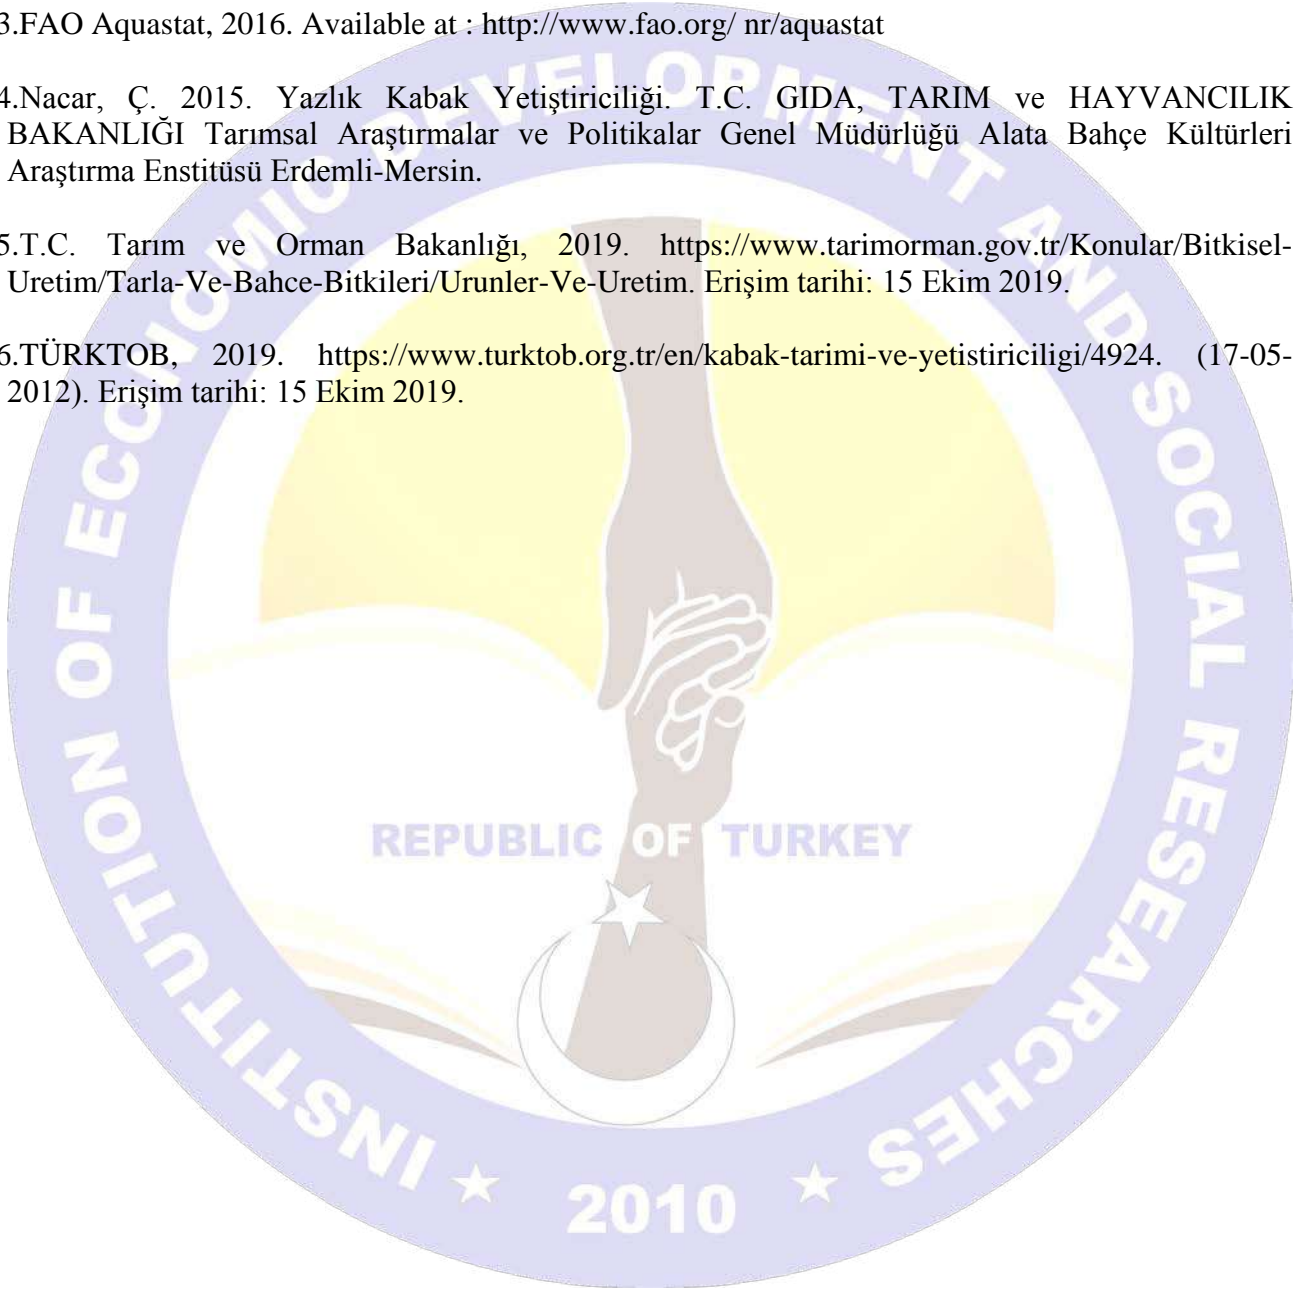 3.FAO Aquastat, 2016. Available at : http://www.fao.org/ nr/aquastat
4.Nacar, Ç. 2015. Yazlık Kabak Yetiştiriciliği. T.C. GIDA, TARIM ve HAYVANCILIK
BAKANLIĞI Tarımsal Araştırmalar ve Politikalar Genel Müdürlüğü Alata Bahçe Kültürleri
Araştırma Enstitüsü Erdemli-Mersin.
5.T.C. Tarım ve Orman Bakanlığı, 2019. https://www.tarimorman.gov.tr/Konular/Bitkisel-
Uretim/Tarla-Ve-Bahce-Bitkileri/Urunler-Ve-Uretim. Erişim tarihi: 15 Ekim 2019.
6.TÜRKTOB, 2019. https://www.turktob.org.tr/en/kabak-tarimi-ve-yetistiriciligi/4924. (17-05-
2012). Erişim tarihi: 15 Ekim 2019.
INSTITUTION OF ECONOMIC DEVELOPMENT AND SOCIAL RESEARCHES
REPUBLIC OF TURKEY
2010